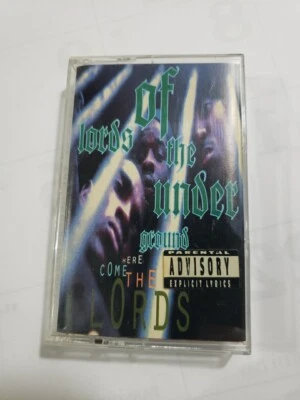 of
lords the
under
ground
HERE
COME THE
LORDS
PARENTAL
ADVISORY
EXPLICIT LYRICS